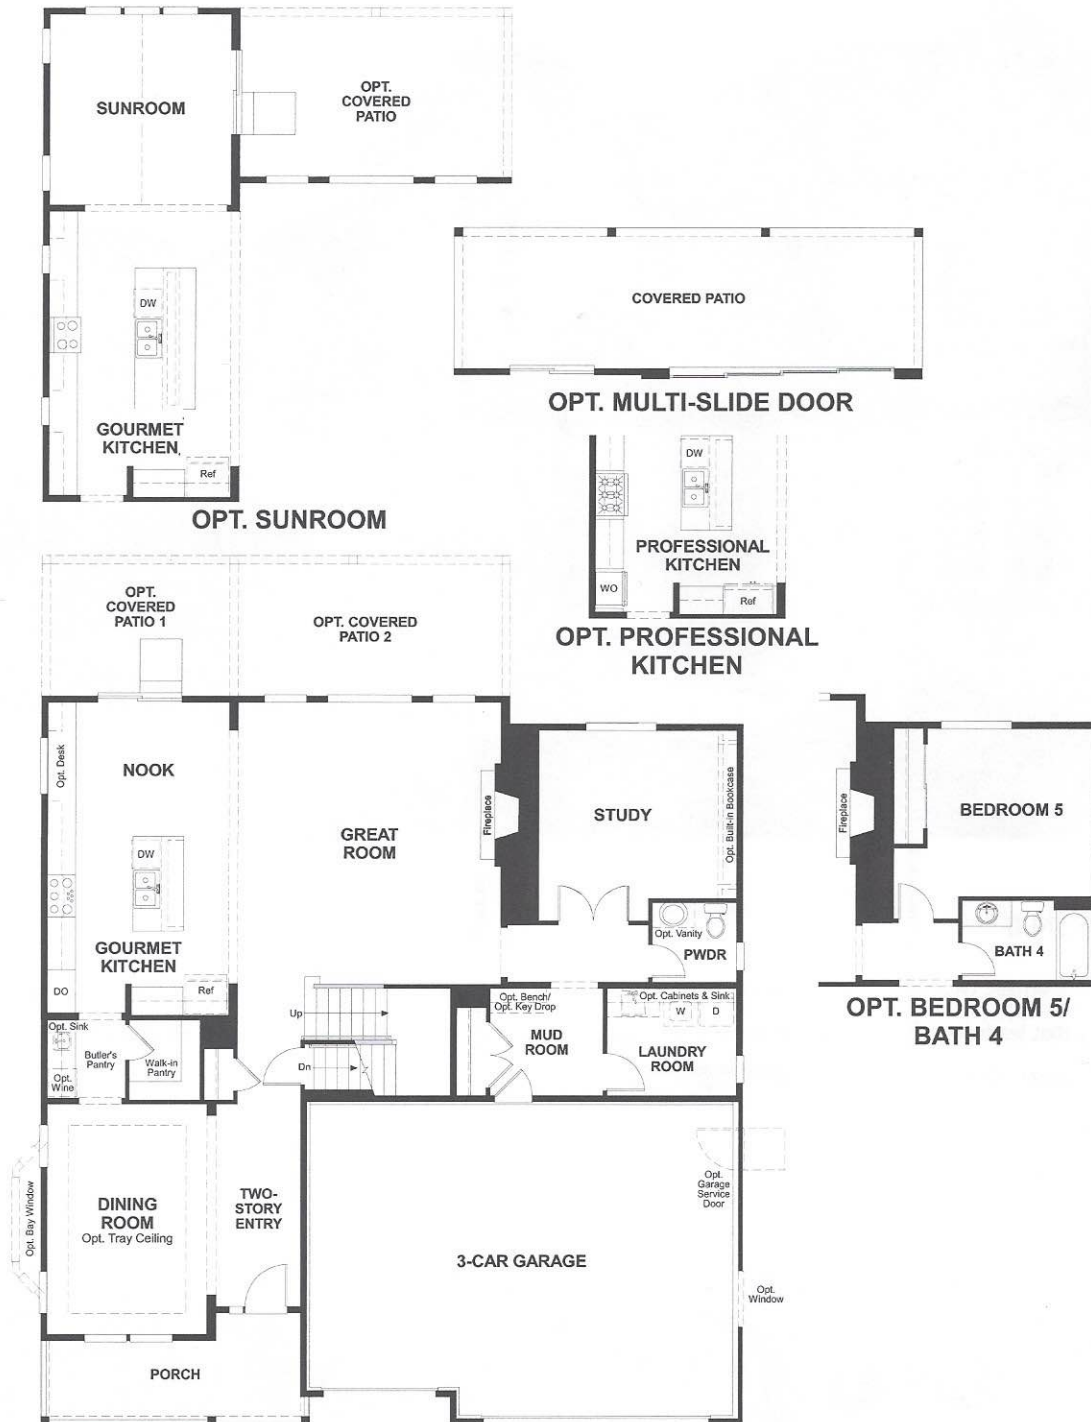 SUNROOM
OPT.
COVERED
PATIO
DW
GOURMET
KITCHEN
Ref
OPT. SUNROOM
COVERED PATIO
OPT. MULTI-SLIDE DOOR
DW
PROFESSIONAL
KITCHEN
WO
Ref
OPT. PROFESSIONAL
KITCHEN
OPT.
COVERED
PATIO 1
OPT. COVERED
PATIO 2
Opt. Desk
NOOK
DW
GOURMET
KITCHEN
DO
Ref
GREAT
ROOM
Fireplace
STUDY
Opt. Built-in Bookcase
Opt. Vanity
PWDR
Fireplace
BEDROOM 5
BATH 4
OPT. BEDROOM 5/
BATH 4
Opt. Sink
Butler's
Pantry
Opt.
Wine
Walk-in
Pantry
Up
Dn
Opt. Bench/
Opt. Key Drop
MUD
ROOM
Opt. Cabinets & Sink
W
D
LAUNDRY
ROOM
Opt. Bay Window
DINING
ROOM
Opt. Tray Ceiling
TWO-
STORY
ENTRY
3-CAR GARAGE
Opt.
Garage
Service
Door
Opt.
Window
PORCH